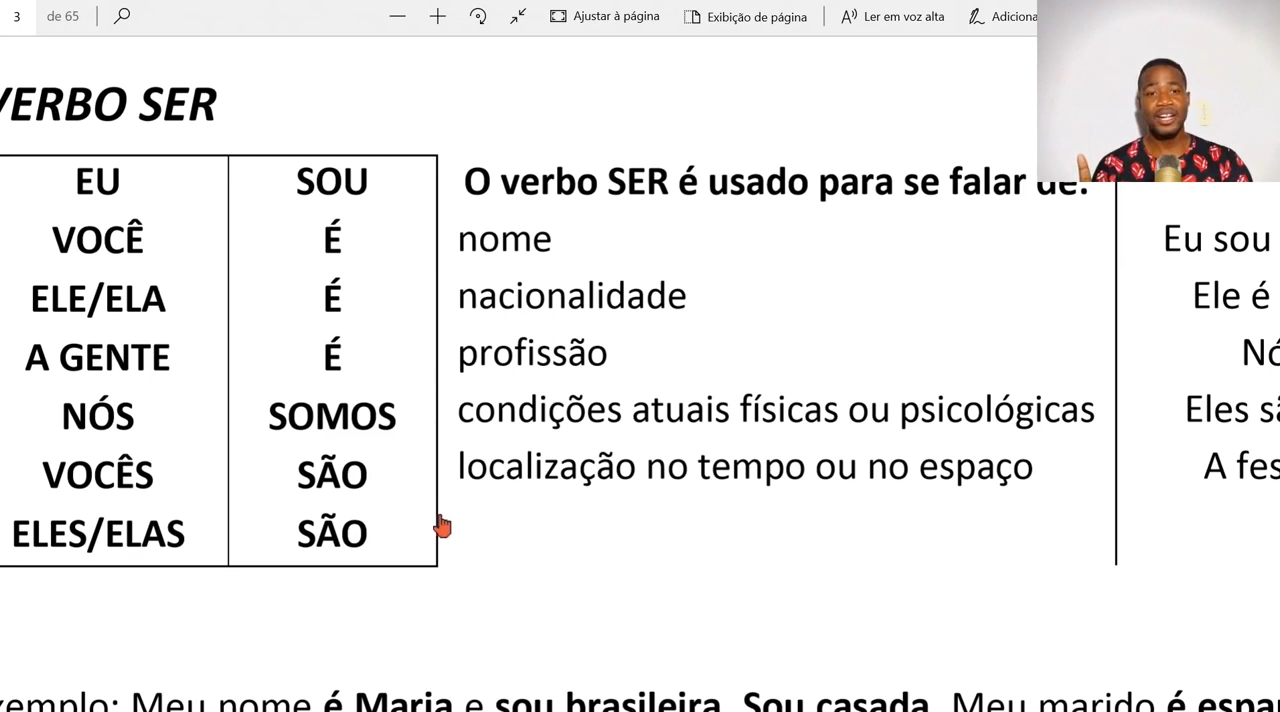 3 de 65 Ajustar à página Exibição de página Ler em voz alta Adiciona
VERBO SER
EU SOU O verbo SER é usado para se falar de:
VOCÊ É nome Eu sou
ELE/ELA É nacionalidade Ele é
A GENTE É profissão
NÓS SOMOS condições atuais físicas ou psicológicas Eles
VOCÊS SÃO localização no tempo ou no espaço A
ELES/ELAS SÃO
Meu nome é Maria e sou brasileira. Sou casada. Meu marido é